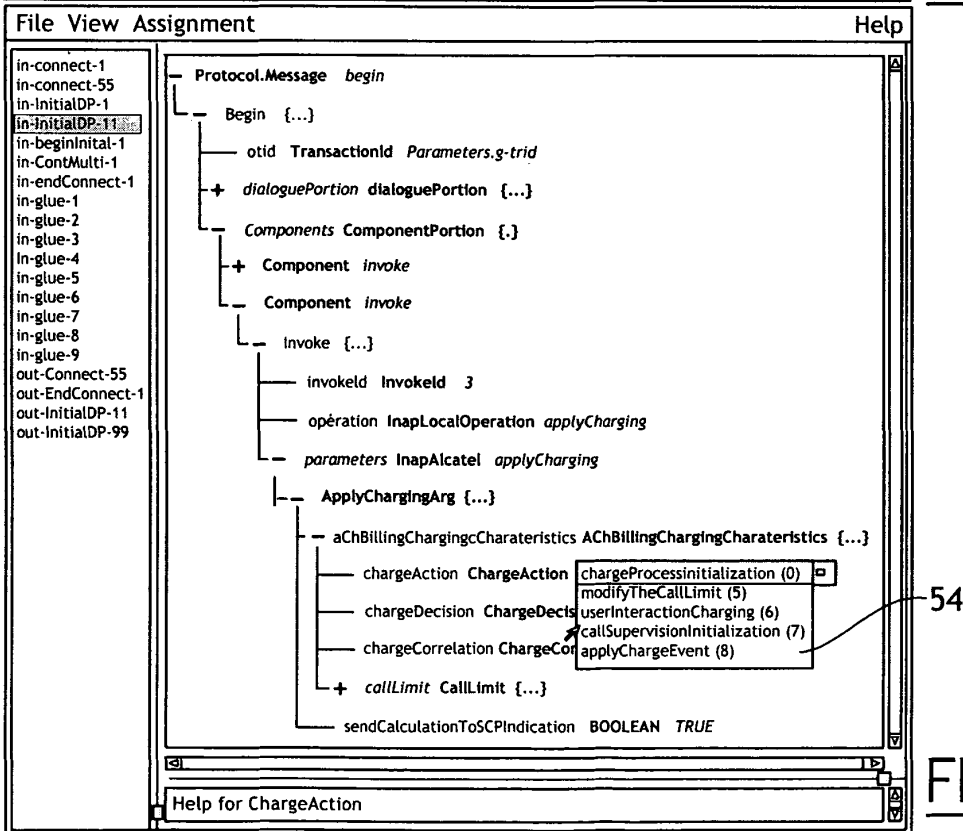 File View Assignment Help
in-connect-1
in-connect-55
in-InitialDP-1
in-InitialDP-11
in-beginInital-1
in-ContMulti-1
in-endConnect-1
in-glue-1
in-glue-2
in-glue-3
In-glue-4
in-glue-5
in-glue-6
in-glue-7
in-glue-8
in-glue-9
out-Connect-55
out-EndConnect-1
out-InitialDP-11
out-InitialDP-99
Protocol.Message begin
Begin {...}
otid TransactionId Parameters.g-trid
dialoguePortion dialoguePortion {...}
Components ComponentPortion {.}
Component invoke
Component invoke
Invoke {...}
invokeId InvokeId 3
opération InapLocalOperation applyCharging
parameters InapAlcatel applyCharging
ApplyChargingArg {...}
aChBillingChargingcCharateristics AChBillingChargingCharateristics {...}
chargeAction ChargeAction chargeProcessinitialization (0)
modifyTheCallLimit (5)
chargeDecision ChargeDecis userInteractionCharging (6)
callSupervisionInitialization (7)
chargeCorrelation ChargeCor applyChargeEvent (8)
54
callLimit CallLimit {...}
sendCalculationToSCPIndication BOOLEAN TRUE
Help for ChargeAction